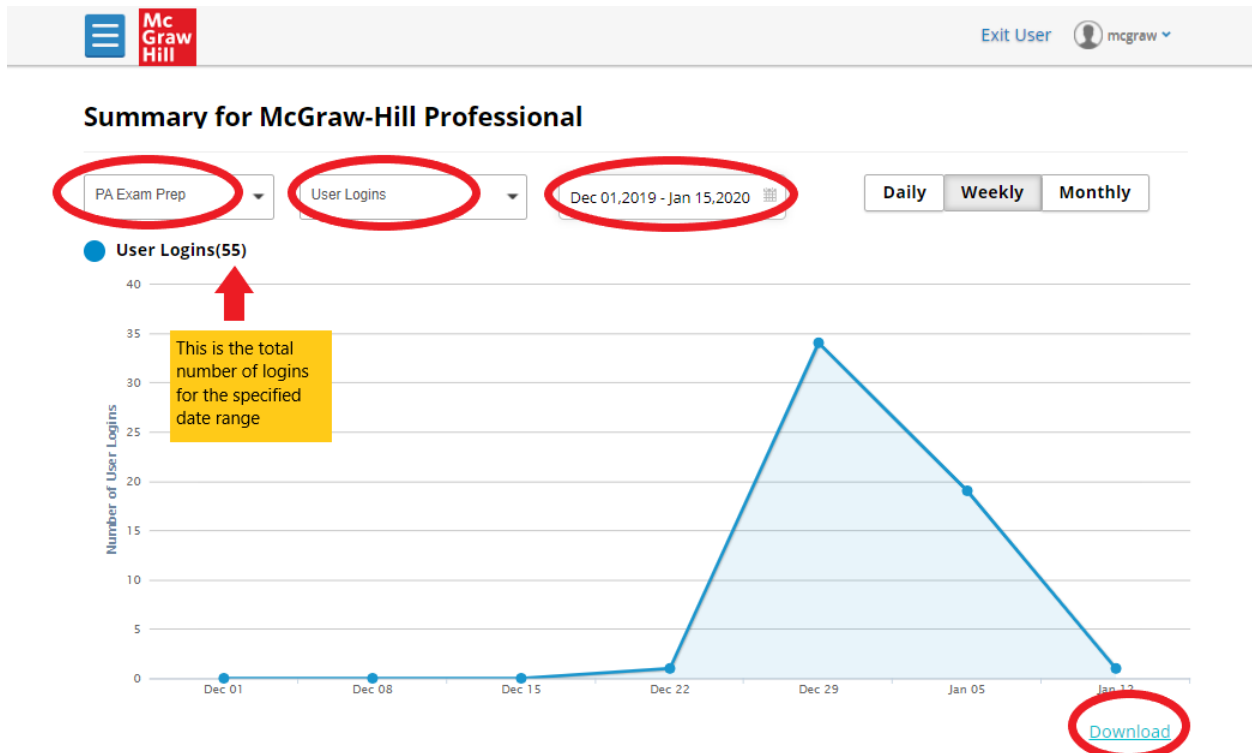 Mc
Graw
Hill
Exit User
mcgraw
Summary for McGraw-Hill Professional
PA Exam Prep
User Logins
Dec 01,2019 - Jan 15,2020
Daily
Weekly
Monthly
User Logins(55)
This is the total
number of logins
for the specified
date range
Number of User Logins
40
35
30
25
20
15
10
5
0
Dec 01
Dec 08
Dec 15
Dec 22
Dec 29
Jan 05
Jan 12
Download